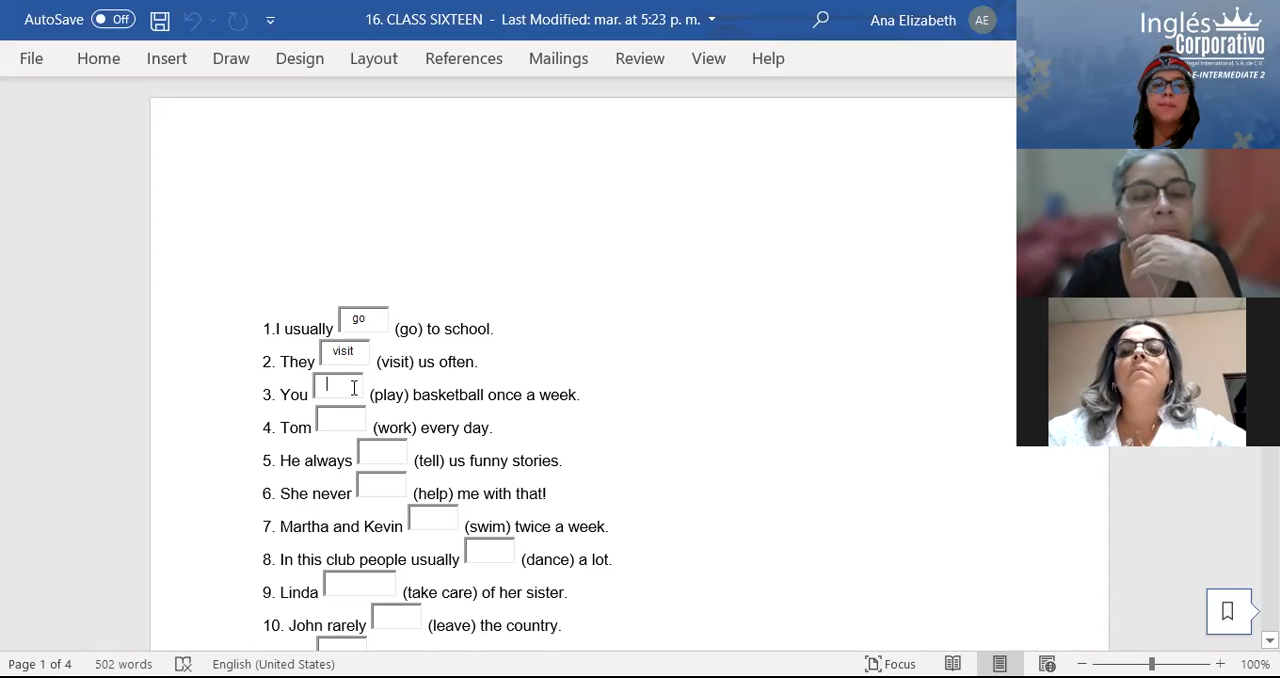 AutoSave Off 16. CLASS SIXTEEN - Last Modified: mar. at 5:23 p. m. Ana Elizabeth AE
File Home Insert Draw Design Layout References Mailings Review View Help
Inglés
Corporativo
E-INTERMEDIATE 2
1.I usually go (go) to school.
2. They visit (visit) us often.
3. You (play) basketball once a week.
4. Tom (work) every day.
5. He always (tell) us funny stories.
6. She never (help) me with that!
7. Martha and Kevin (swim) twice a week.
8. In this club people usually (dance) a lot.
9. Linda (take care) of her sister.
10. John rarely (leave) the country.
Page 1 of 4 502 words English (United States) Focus 100%